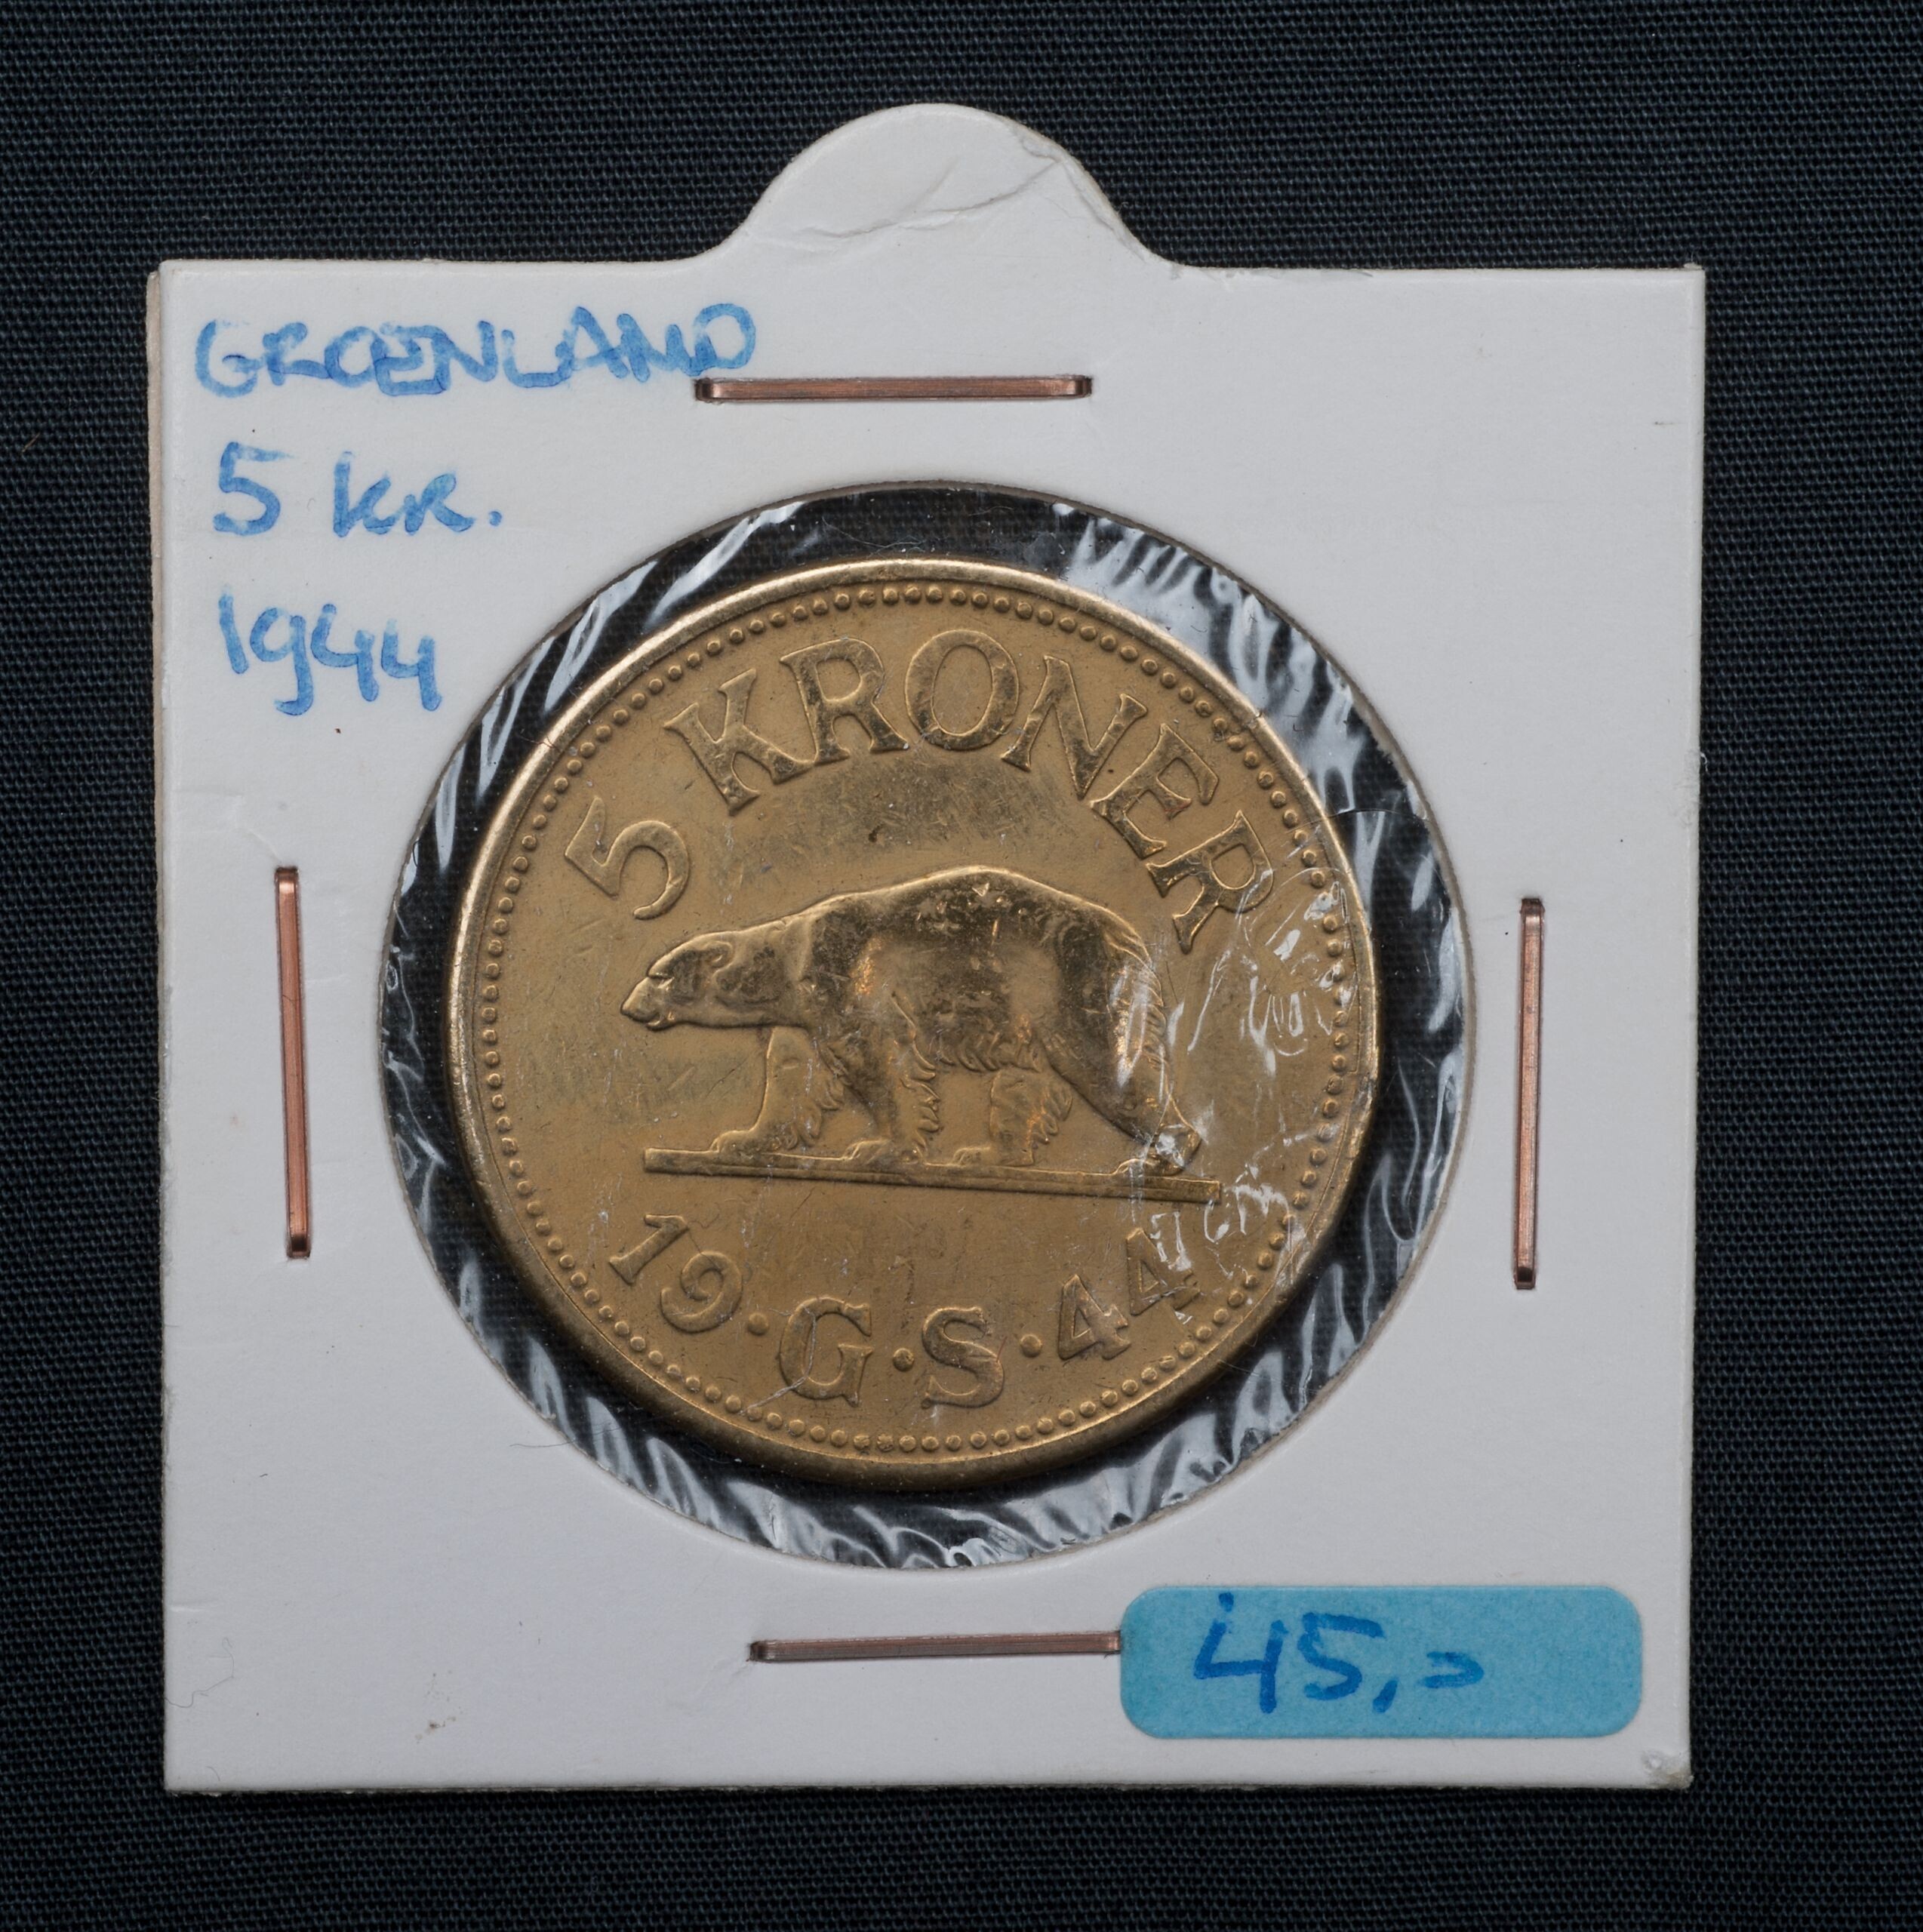 GROENLAND
5 KR.
1944
5 KRONER
19·G·S·44
45,=